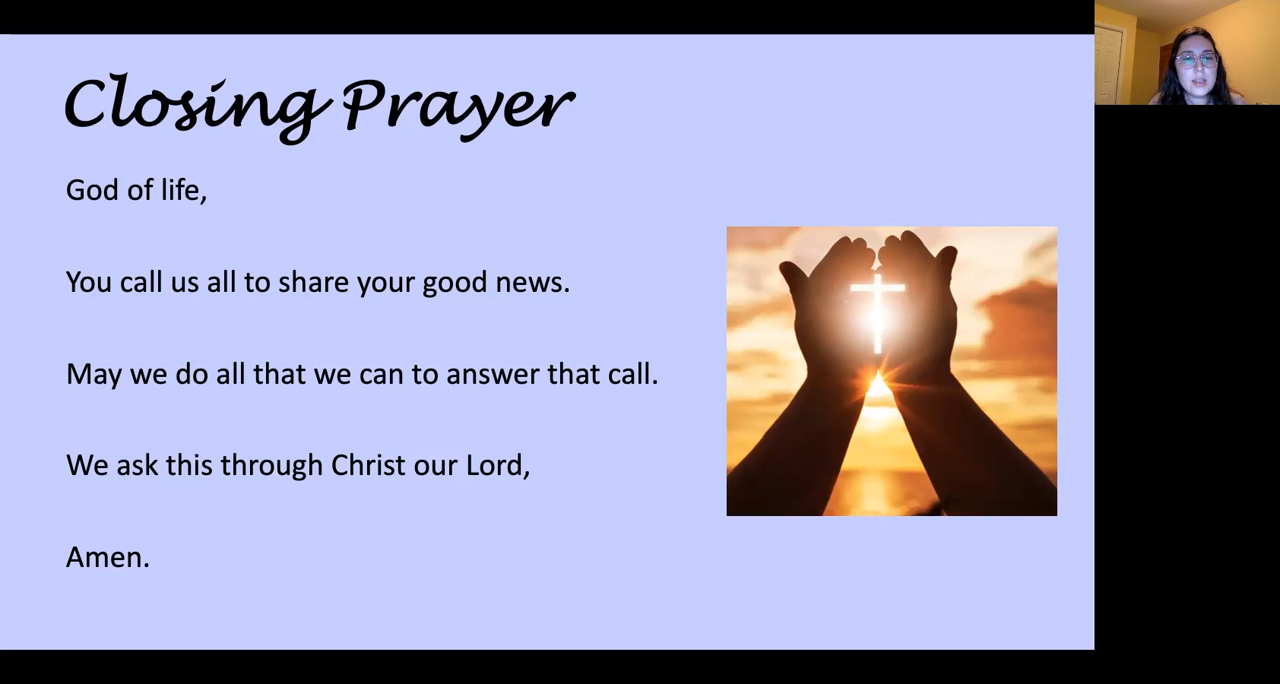 Closing Prayer
God of life,
You call us all to share your good news.
May we do all that we can to answer that call.
We ask this through Christ our Lord,
Amen.